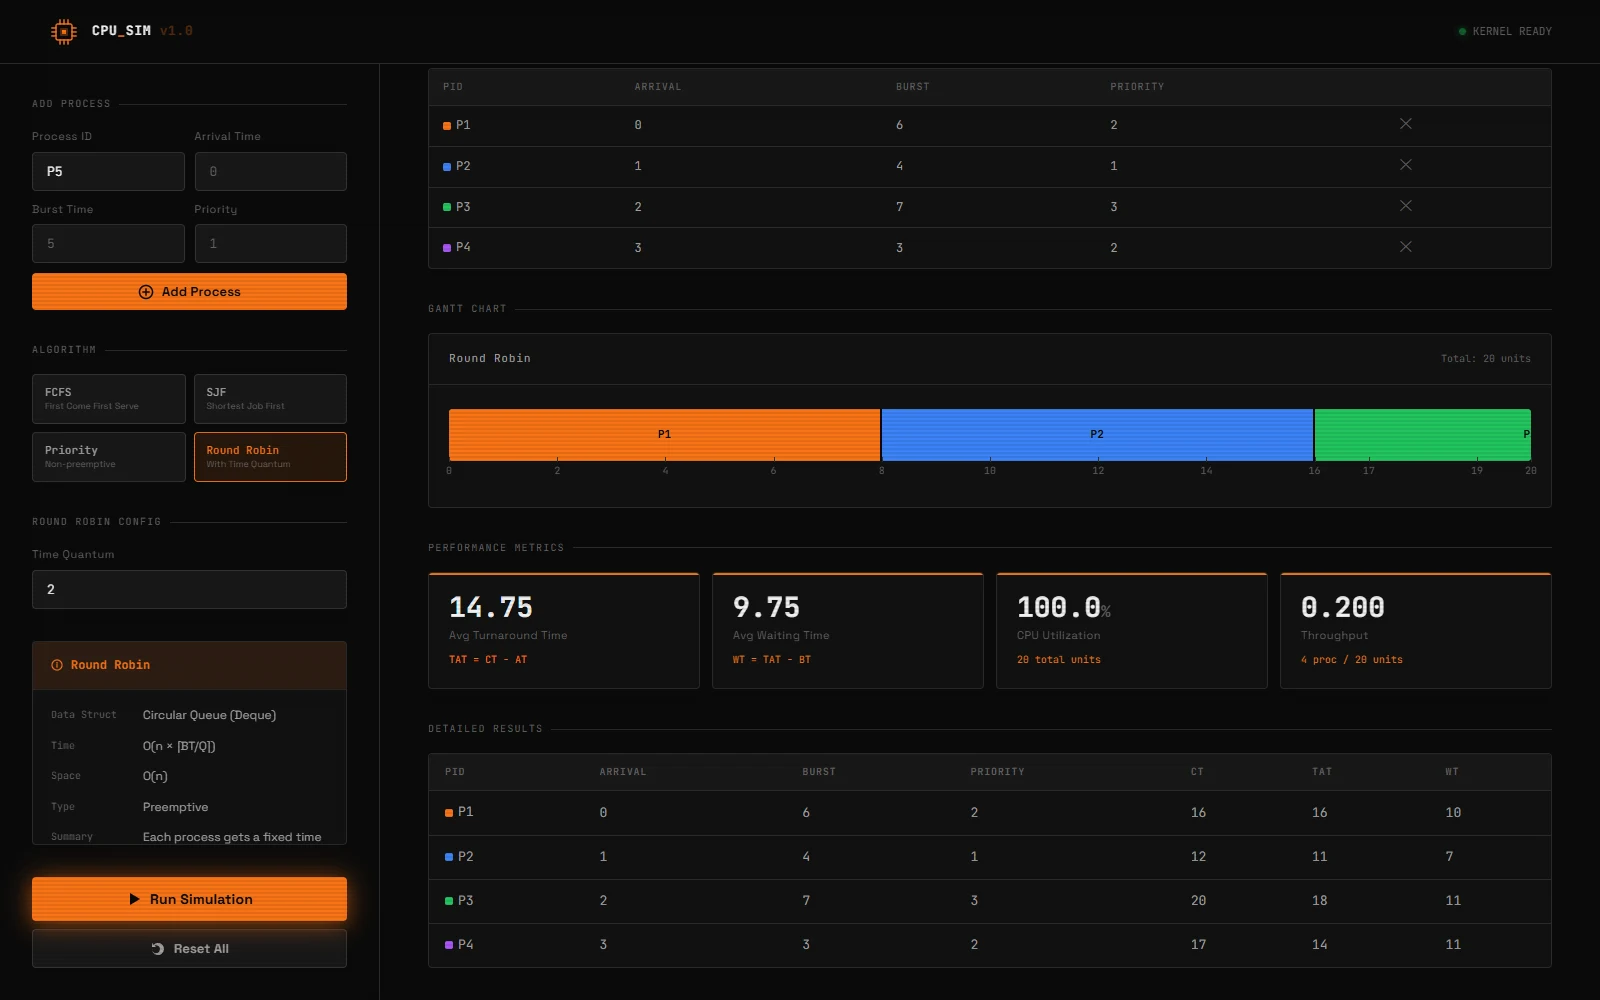 CPU_SIM v1.0
KERNEL READY
ADD PROCESS
Process ID Arrival Time
P5 0
Burst Time Priority
5 1
Add Process
ALGORITHM
FCFS
First Come First Serve
SJF
Shortest Job First
Priority
Non-preemptive
Round Robin
With Time Quantum
ROUND ROBIN CONFIG
Time Quantum
2
Round Robin
Data Struct Circular Queue (Deque)
Time O(n × ⌈BT/Q⌉)
Space O(n)
Type Preemptive
Summary Each process gets a fixed time
Run Simulation
Reset All
PID ARRIVAL BURST PRIORITY
P1 0 6 2
P2 1 4 1
P3 2 7 3
P4 3 3 2
GANTT CHART
Round Robin Total: 20 units
P1 P2 P
0 2 4 6 8 10 12 14 16 17 19 20
PERFORMANCE METRICS
14.75
Avg Turnaround Time
TAT = CT - AT
9.75
Avg Waiting Time
WT = TAT - BT
100.0%
CPU Utilization
20 total units
0.200
Throughput
4 proc / 20 units
DETAILED RESULTS
PID ARRIVAL BURST PRIORITY CT TAT WT
P1 0 6 2 16 16 10
P2 1 4 1 12 11 7
P3 2 7 3 20 18 11
P4 3 3 2 17 14 11